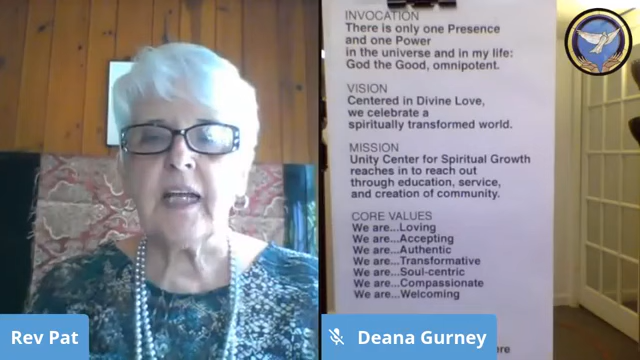 INVOCATION
There is only one Presence
and one Power
in the universe and in my life:
God the Good, omnipotent.
VISION
Centered in Divine Love,
we celebrate a
spiritually transformed world.
MISSION
Unity Center for Spiritual Growth
reaches in to reach out
through education, service,
and creation of community.
CORE VALUES
We are...Loving
We are...Accepting
We are...Authentic
We are...Transformative
We are...Soul-centric
We are...Compassionate
We are...Welcoming
Rev Pat
Deana Gurney